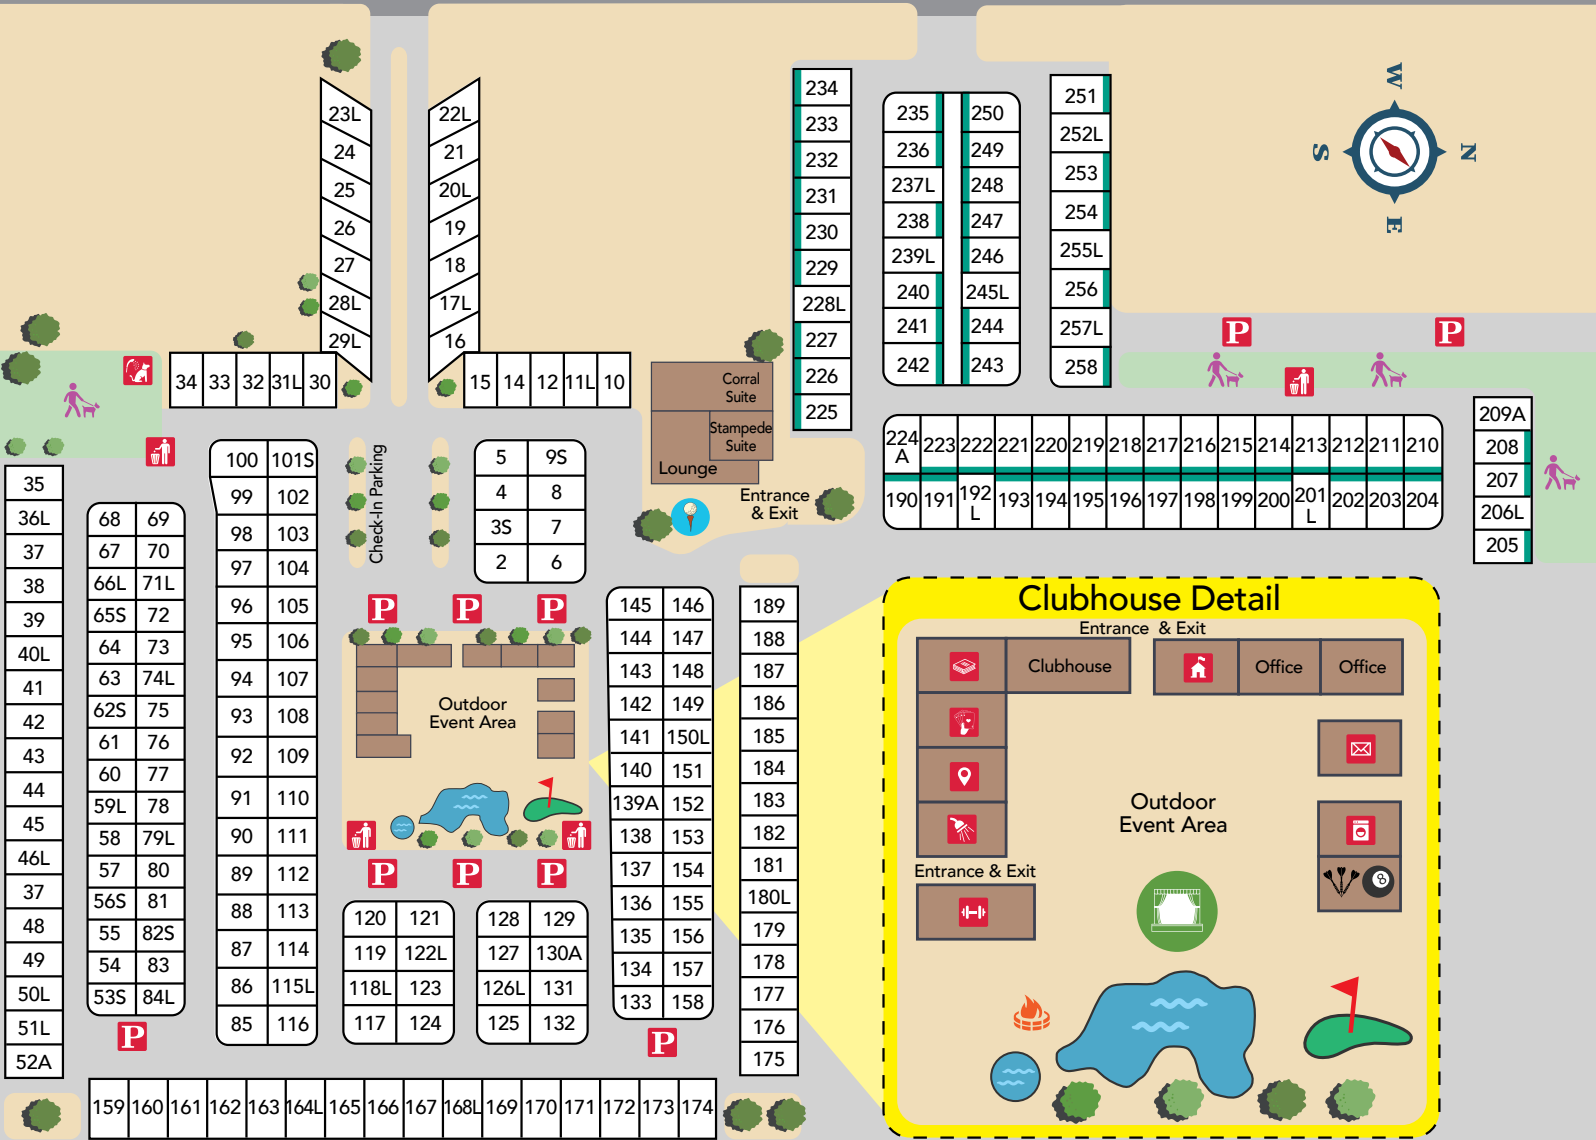 W
S
N
E
23L
24
25
26
27
28L
29L
22L
21
20L
19
18
17L
16
34 33 32 31L 30
15 14 12 11L 10
234
233
232
231
230
229
228L
227
226
225
235
236
237L
238
239L
240
241
242
250
249
248
247
246
245L
244
243
251
252L
253
254
255L
256
257L
258
P
P
Corral
Suite
Stampede
Suite
Lounge
Entrance
& Exit
224
A
223 222 221 220 219 218 217 216 215 214 213 212 211 210
190 191 192
L
193 194 195 196 197 198 199 200 201
L
202 203 204
209A
208
207
206L
205
35
36L
37
38
39
40L
41
42
43
44
45
46L
37
48
49
50L
51L
52A
68 69
67 70
66L 71L
65S 72
64 73
63 74L
62S 75
61 76
60 77
59L 78
58 79L
57 80
56S 81
55 82S
54 83
53S 84L
P
100 101S
99 102
98 103
97 104
96 105
95 106
94 107
93 108
92 109
91 110
90 111
89 112
88 113
87 114
86 115L
85 116
Check-In Parking
5 9S
4 8
3S 7
2 6
P P P
Outdoor
Event Area
P P P
120 121
119 122L
118L 123
117 124
128 129
127 130A
126L 131
125 132
145 146
144 147
143 148
142 149
141 150L
140 151
139A 152
138 153
137 154
136 155
135 156
134 157
133 158
P
189
188
187
186
185
184
183
182
181
180L
179
178
177
176
175
159 160 161 162 163 164L 165 166 167 168L 169 170 171 172 173 174
Clubhouse Detail
Entrance & Exit
Clubhouse
Office
Office
Outdoor
Event Area
Entrance & Exit
8